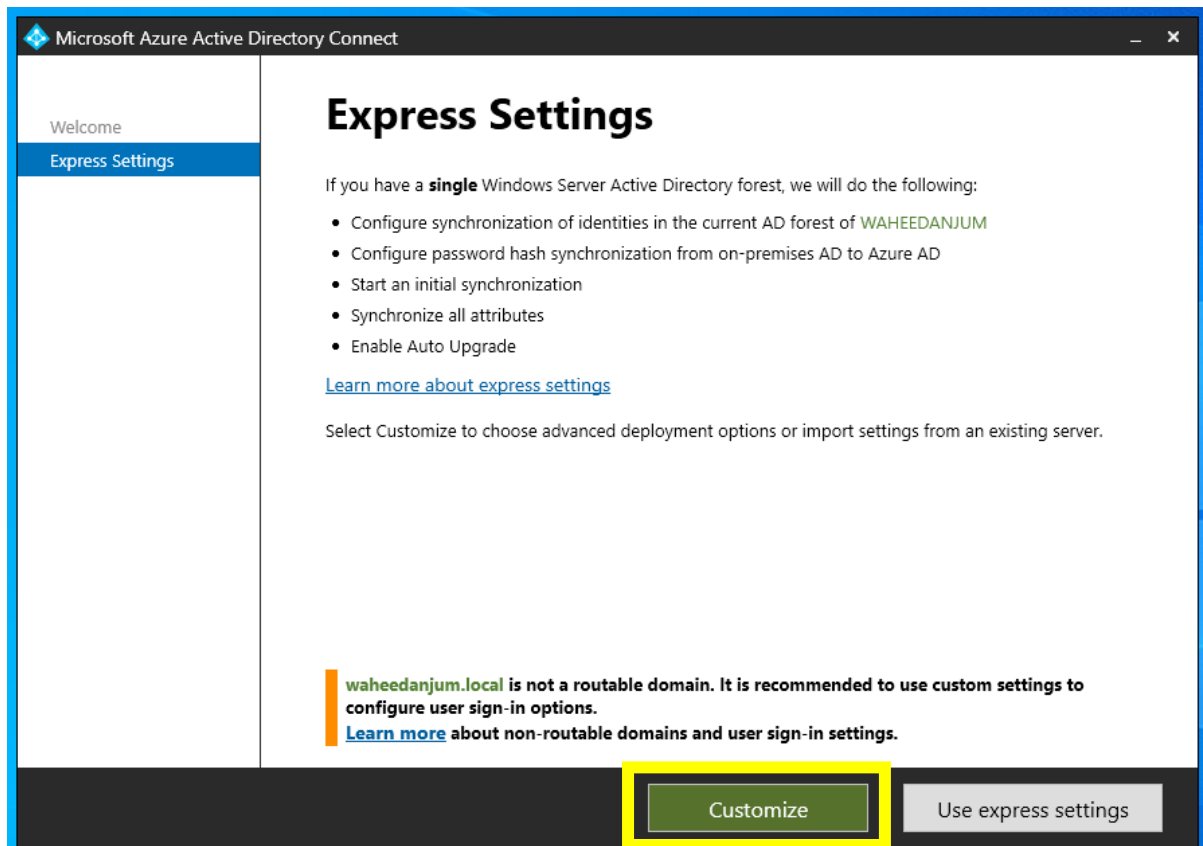 Microsoft Azure Active Directory Connect
Welcome
Express Settings
Express Settings
If you have a single Windows Server Active Directory forest, we will do the following:
• Configure synchronization of identities in the current AD forest of WAHEEDANJUM
• Configure password hash synchronization from on-premises AD to Azure AD
• Start an initial synchronization
• Synchronize all attributes
• Enable Auto Upgrade
Learn more about express settings
Select Customize to choose advanced deployment options or import settings from an existing server.
waheedanjum.local is not a routable domain. It is recommended to use custom settings to
configure user sign-in options.
Learn more about non-routable domains and user sign-in settings.
Customize
Use express settings